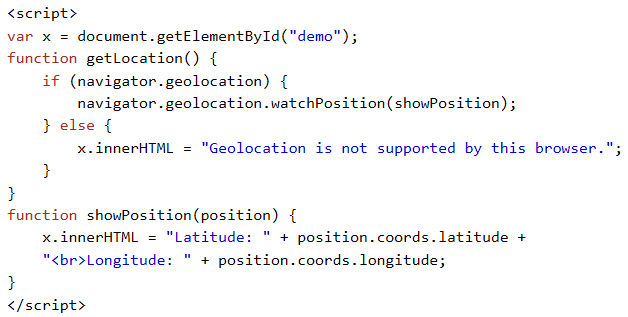 <script>
var x = document.getElementById("demo");
function getLocation() {
    if (navigator.geolocation) {
        navigator.geolocation.watchPosition(showPosition);
    } else {
        x.innerHTML = "Geolocation is not supported by this browser.";
    }
}
function showPosition(position) {
    x.innerHTML = "Latitude: " + position.coords.latitude +
    "<br>Longitude: " + position.coords.longitude;
}
</script>